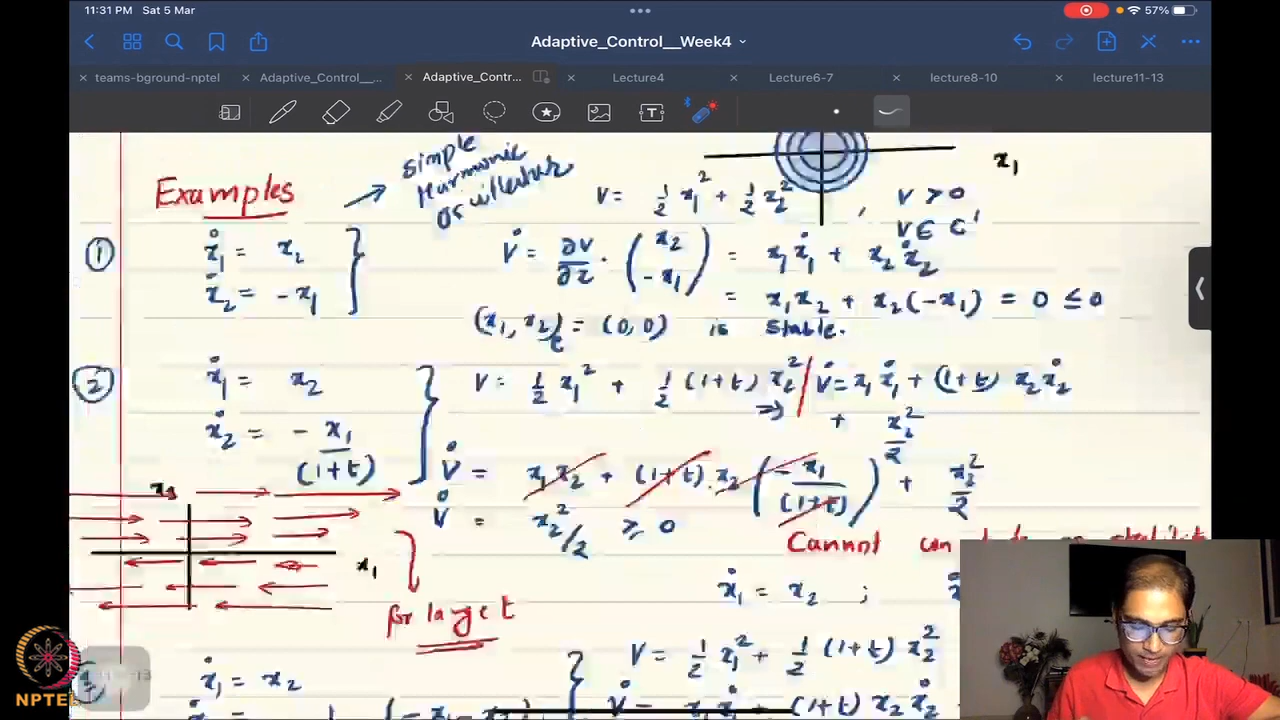 11:31 PM Sat 5 Mar
57%
Adaptive_Control__Week4
teams-bground-nptel
Adaptive_Control__...
Adaptive_Contr...
Lecture4
Lecture6-7
lecture8-10
lecture11-13
T
Examples
simple
Harmonic
Oscillator
x₁
V = ½ x₁² + ½ x₂² , V > 0
V ∈ C¹
①
ẋ₁ = x₂
ẋ₂ = -x₁
V̇ = ∂V/∂x · (x₂ -x₁) = x₁ẋ₁ + x₂ẋ₂
= x₁x₂ + x₂(-x₁) = 0 ≤ 0
(x₁, x₂) = (0, 0) is stable.
②
ẋ₁ = x₂
ẋ₂ = - x₁/(1+t)
V = ½ x₁² + ½ (1+t) x₂² ⇒ V̇ = x₁ẋ₁ + (1+t) x₂ẋ₂
+ x₂²/2
V̇ = x₁x₂ + (1+t) · x₂ (-x₁/(1+t)) + x₂²/2
V̇ = x₂²/2 ≥ 0
Cannot
x₁
for large t
ẋ₁ = x₂ ;
ẋ₁ = x₂
V = ½ x₁² + ½ (1+t) x₂²
V̇ = x₁ẋ₁ + (1+t) x₂ẋ₂
NPTEL